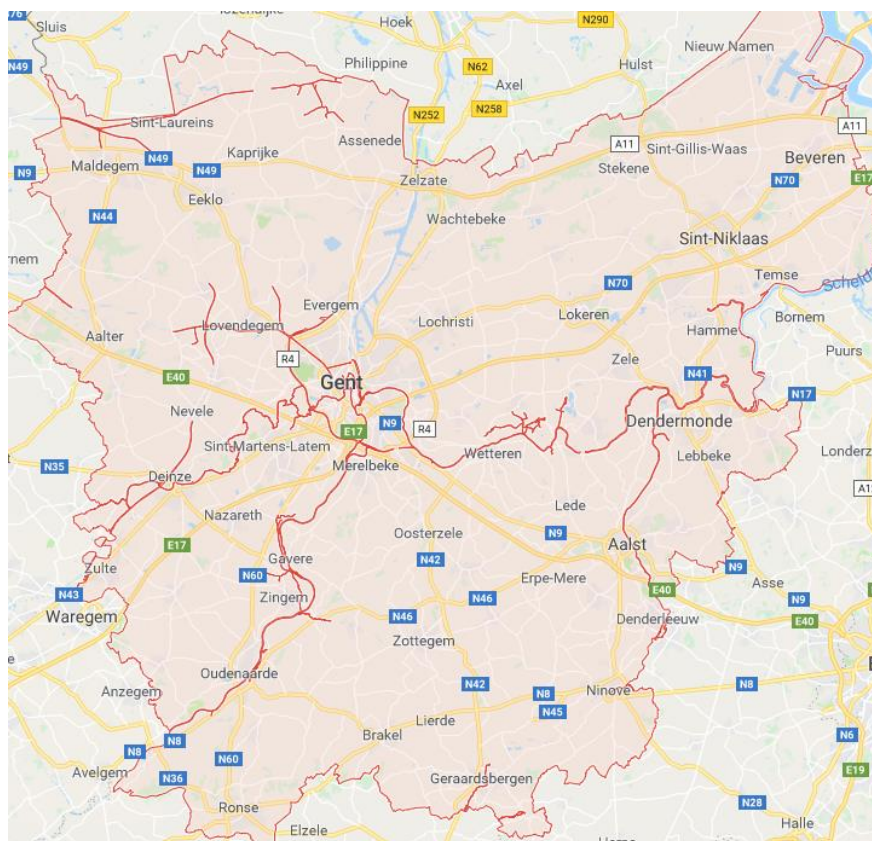 Sluis
Hoek
N290
Nieuw Namen
N49
Philippine
N62
Hulst
Axel
N252
N258
Sint-Laureins
Assenede
A11
A11
Kaprijke
Sint-Gillis-Waas
Beveren
Maldegem
N49
N49
Stekene
N9
Zelzate
N70
E17
Eeklo
N44
Wachtebeke
Sint-Niklaas
Temse
N70
Evergem
Lokeren
Bornem
Lovendegem
Lochristi
Hamme
Aalter
R4
Zele
Puurs
E40
Gent
N41
N17
Nevele
N9
R4
Dendermonde
E17
Sint-Martens-Latem
Wetteren
Lebbeke
N35
Merelbeke
Deinze
Lede
Nazareth
Oosterzele
N9
E17
Aalst
Gavere
N42
Zulte
N60
Erpe-Mere
N9
Asse
N43
Zingem
N46
E40
N9
Waregem
N46
Denderleeuw
E40
Zottegem
Oudenaarde
N42
N8
Ninove
N8
Anzegem
N45
Lierde
N8
N8
Brakel
N6
N60
Avelgem
N36
Geraardsbergen
E19
Ronse
N28
Elzele
Halle